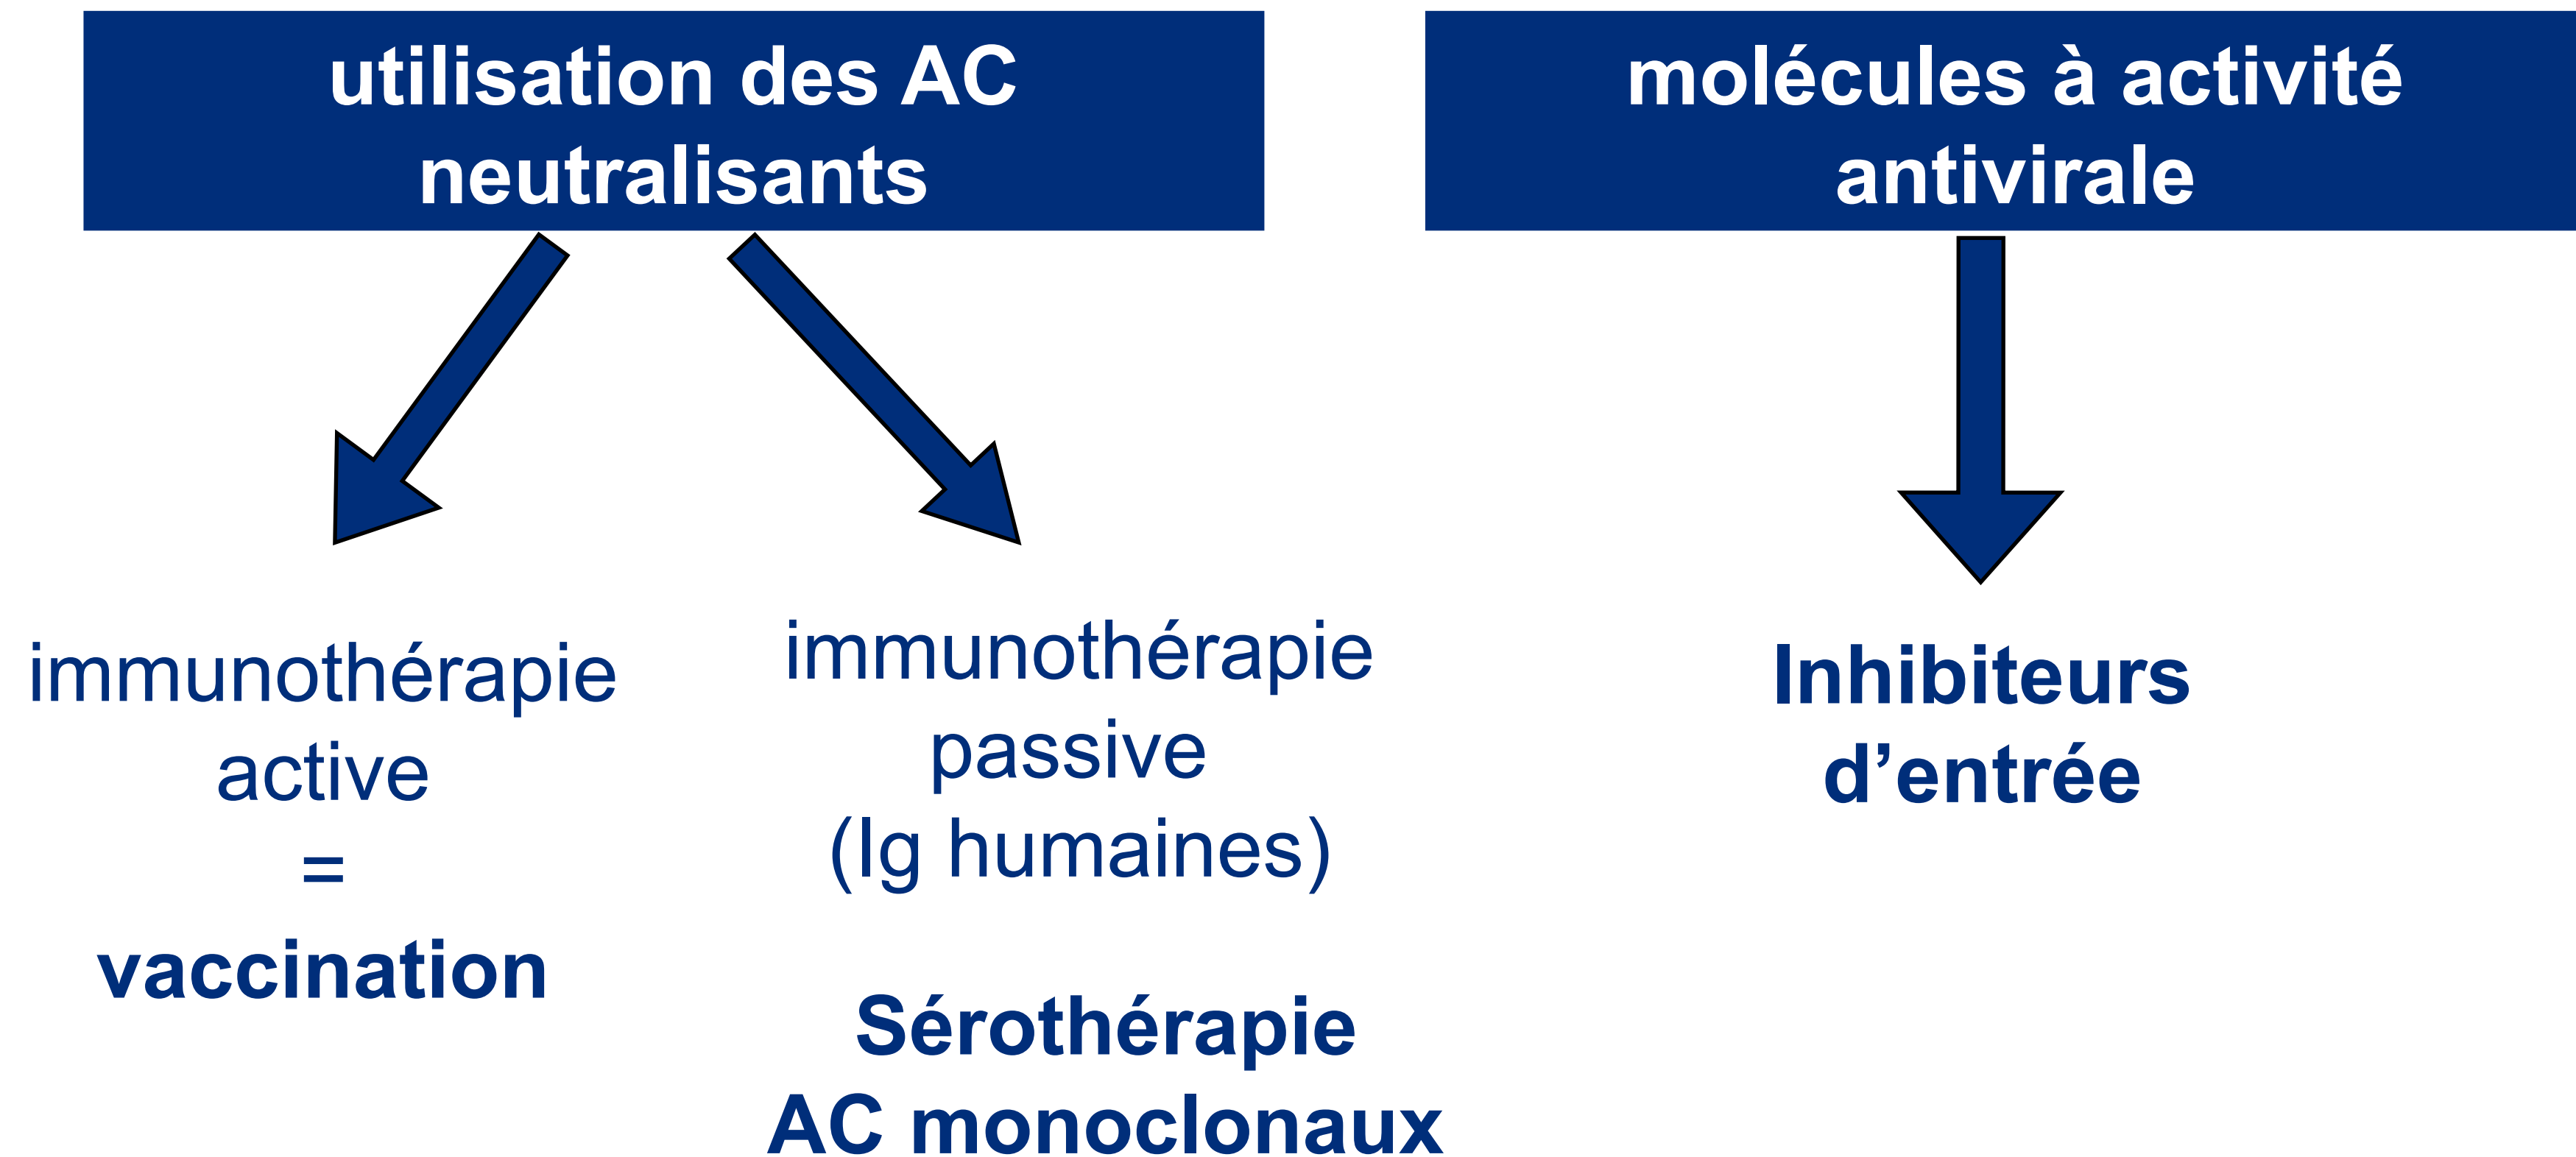 utilisation des AC
neutralisants
molécules à activité
antivirale
immunothérapie
active
=
vaccination
immunothérapie
passive
(Ig humaines)
Sérothérapie
AC monoclonaux
Inhibiteurs
d’entrée